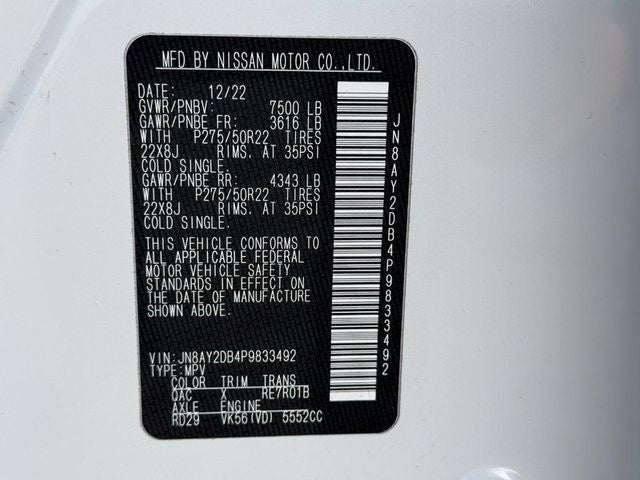 MFD BY NISSAN MOTOR CO.,LTD.
DATE: 12/22
GVWR/PNBV: 7500 LB
GAWR/PNBE FR: 3616 LB
WITH P275/50R22 TIRES
22X8J RIMS. AT 35PSI
COLD SINGLE.
GAWR/PNBE RR: 4343 LB
WITH P275/50R22 TIRES
22X8J RIMS. AT 35PSI
COLD SINGLE.
THIS VEHICLE CONFORMS TO
ALL APPLICABLE FEDERAL
MOTOR VEHICLE SAFETY
STANDARDS IN EFFECT ON
THE DATE OF MANUFACTURE
SHOWN ABOVE.
VIN: JN8AY2DB4P9833492
TYPE: MPV
COLOR TRIM TRANS
QAC X RE7R01B
AXLE ENGINE
RD29 VK56(VD) 5552CC
JN8AY2DB4P9833492